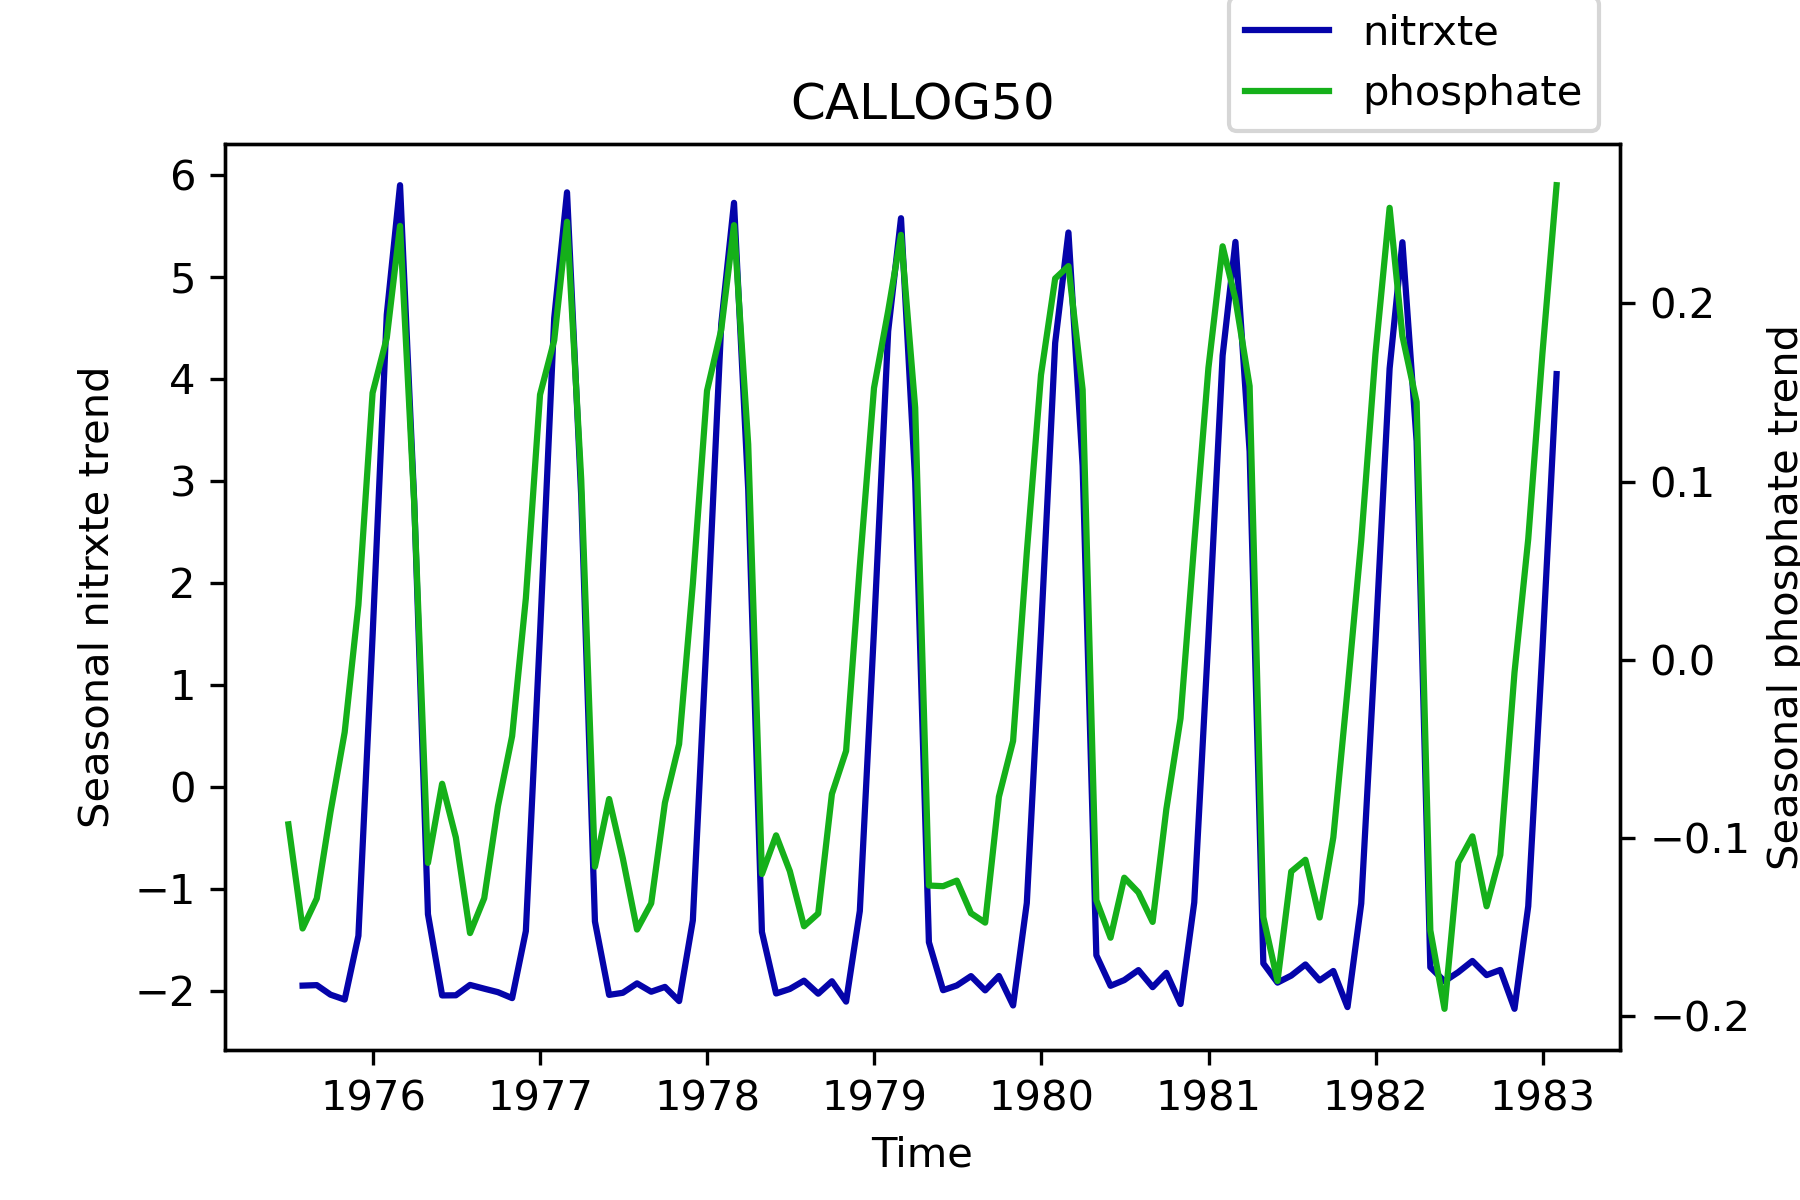 nitrxte
phosphate
CALLOG50
6
5
4
3
2
1
0
−1
−2
0.2
0.1
0.0
−0.1
−0.2
Seasonal nitrxte trend
Seasonal phosphate trend
1976 1977 1978 1979 1980 1981 1982 1983
Time